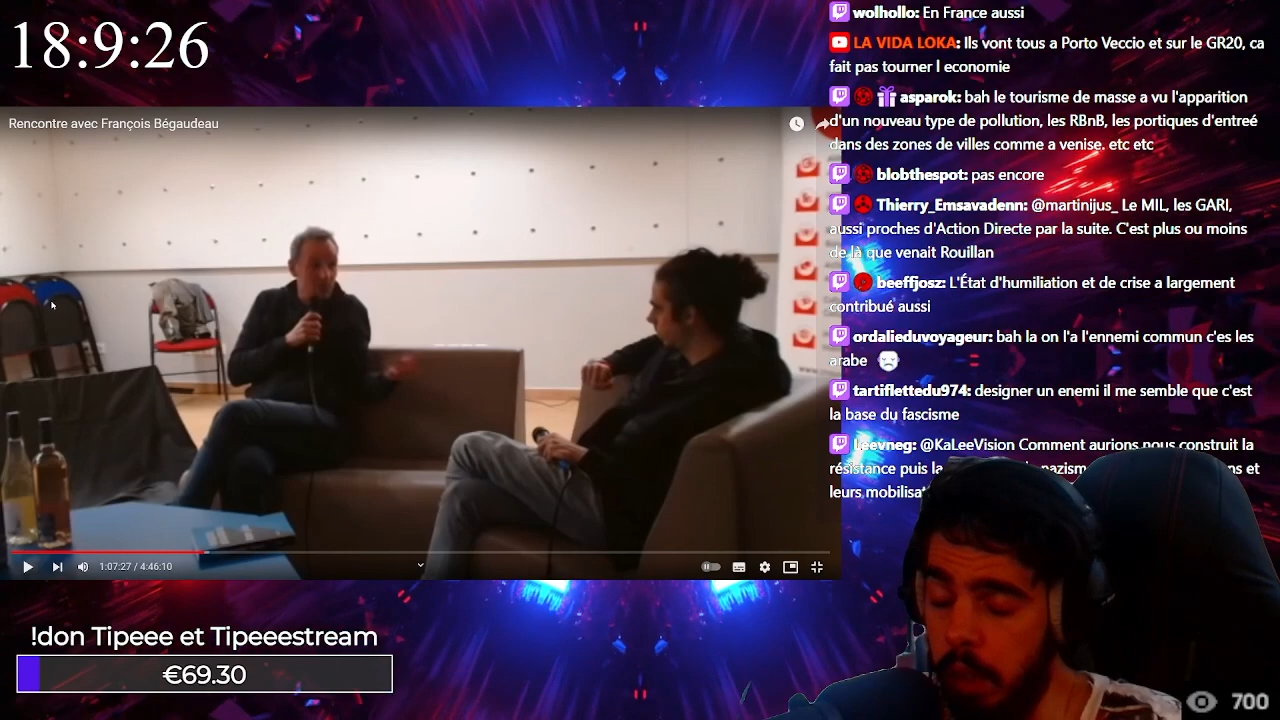 18:9:26
Rencontre avec François Bégaudeau
1:07:27 / 4:46:10
!don Tipeee et Tipeeestream
€69.30
wolhollo: En France aussi
LA VIDA LOKA: Ils vont tous a Porto Veccio et sur le GR20, ca
fait pas tourner l economie
asparok: bah le tourisme de masse a vu l'apparition
d'un nouveau type de pollution, les RBnB, les portiques d'entreé
dans des zones de villes comme a venise. etc etc
blobthespot: pas encore
Thierry_Emsavadenn: @martinijus_ Le MIL, les GARI,
aussi proches d'Action Directe par la suite. C'est plus ou moins
de là que venait Rouillan
beeffjosz: L'État d'humiliation et de crise a largement
contribué aussi
ordalieduvoyageur: bah la on l'a l'ennemi commun c'es les
arabe
tartiflettedu974: designer un enemi il me semble que c'est
la base du fascisme
Leevneg: @KaLeeVision Comment aurions nous construit la
résistance puis la
leurs
700